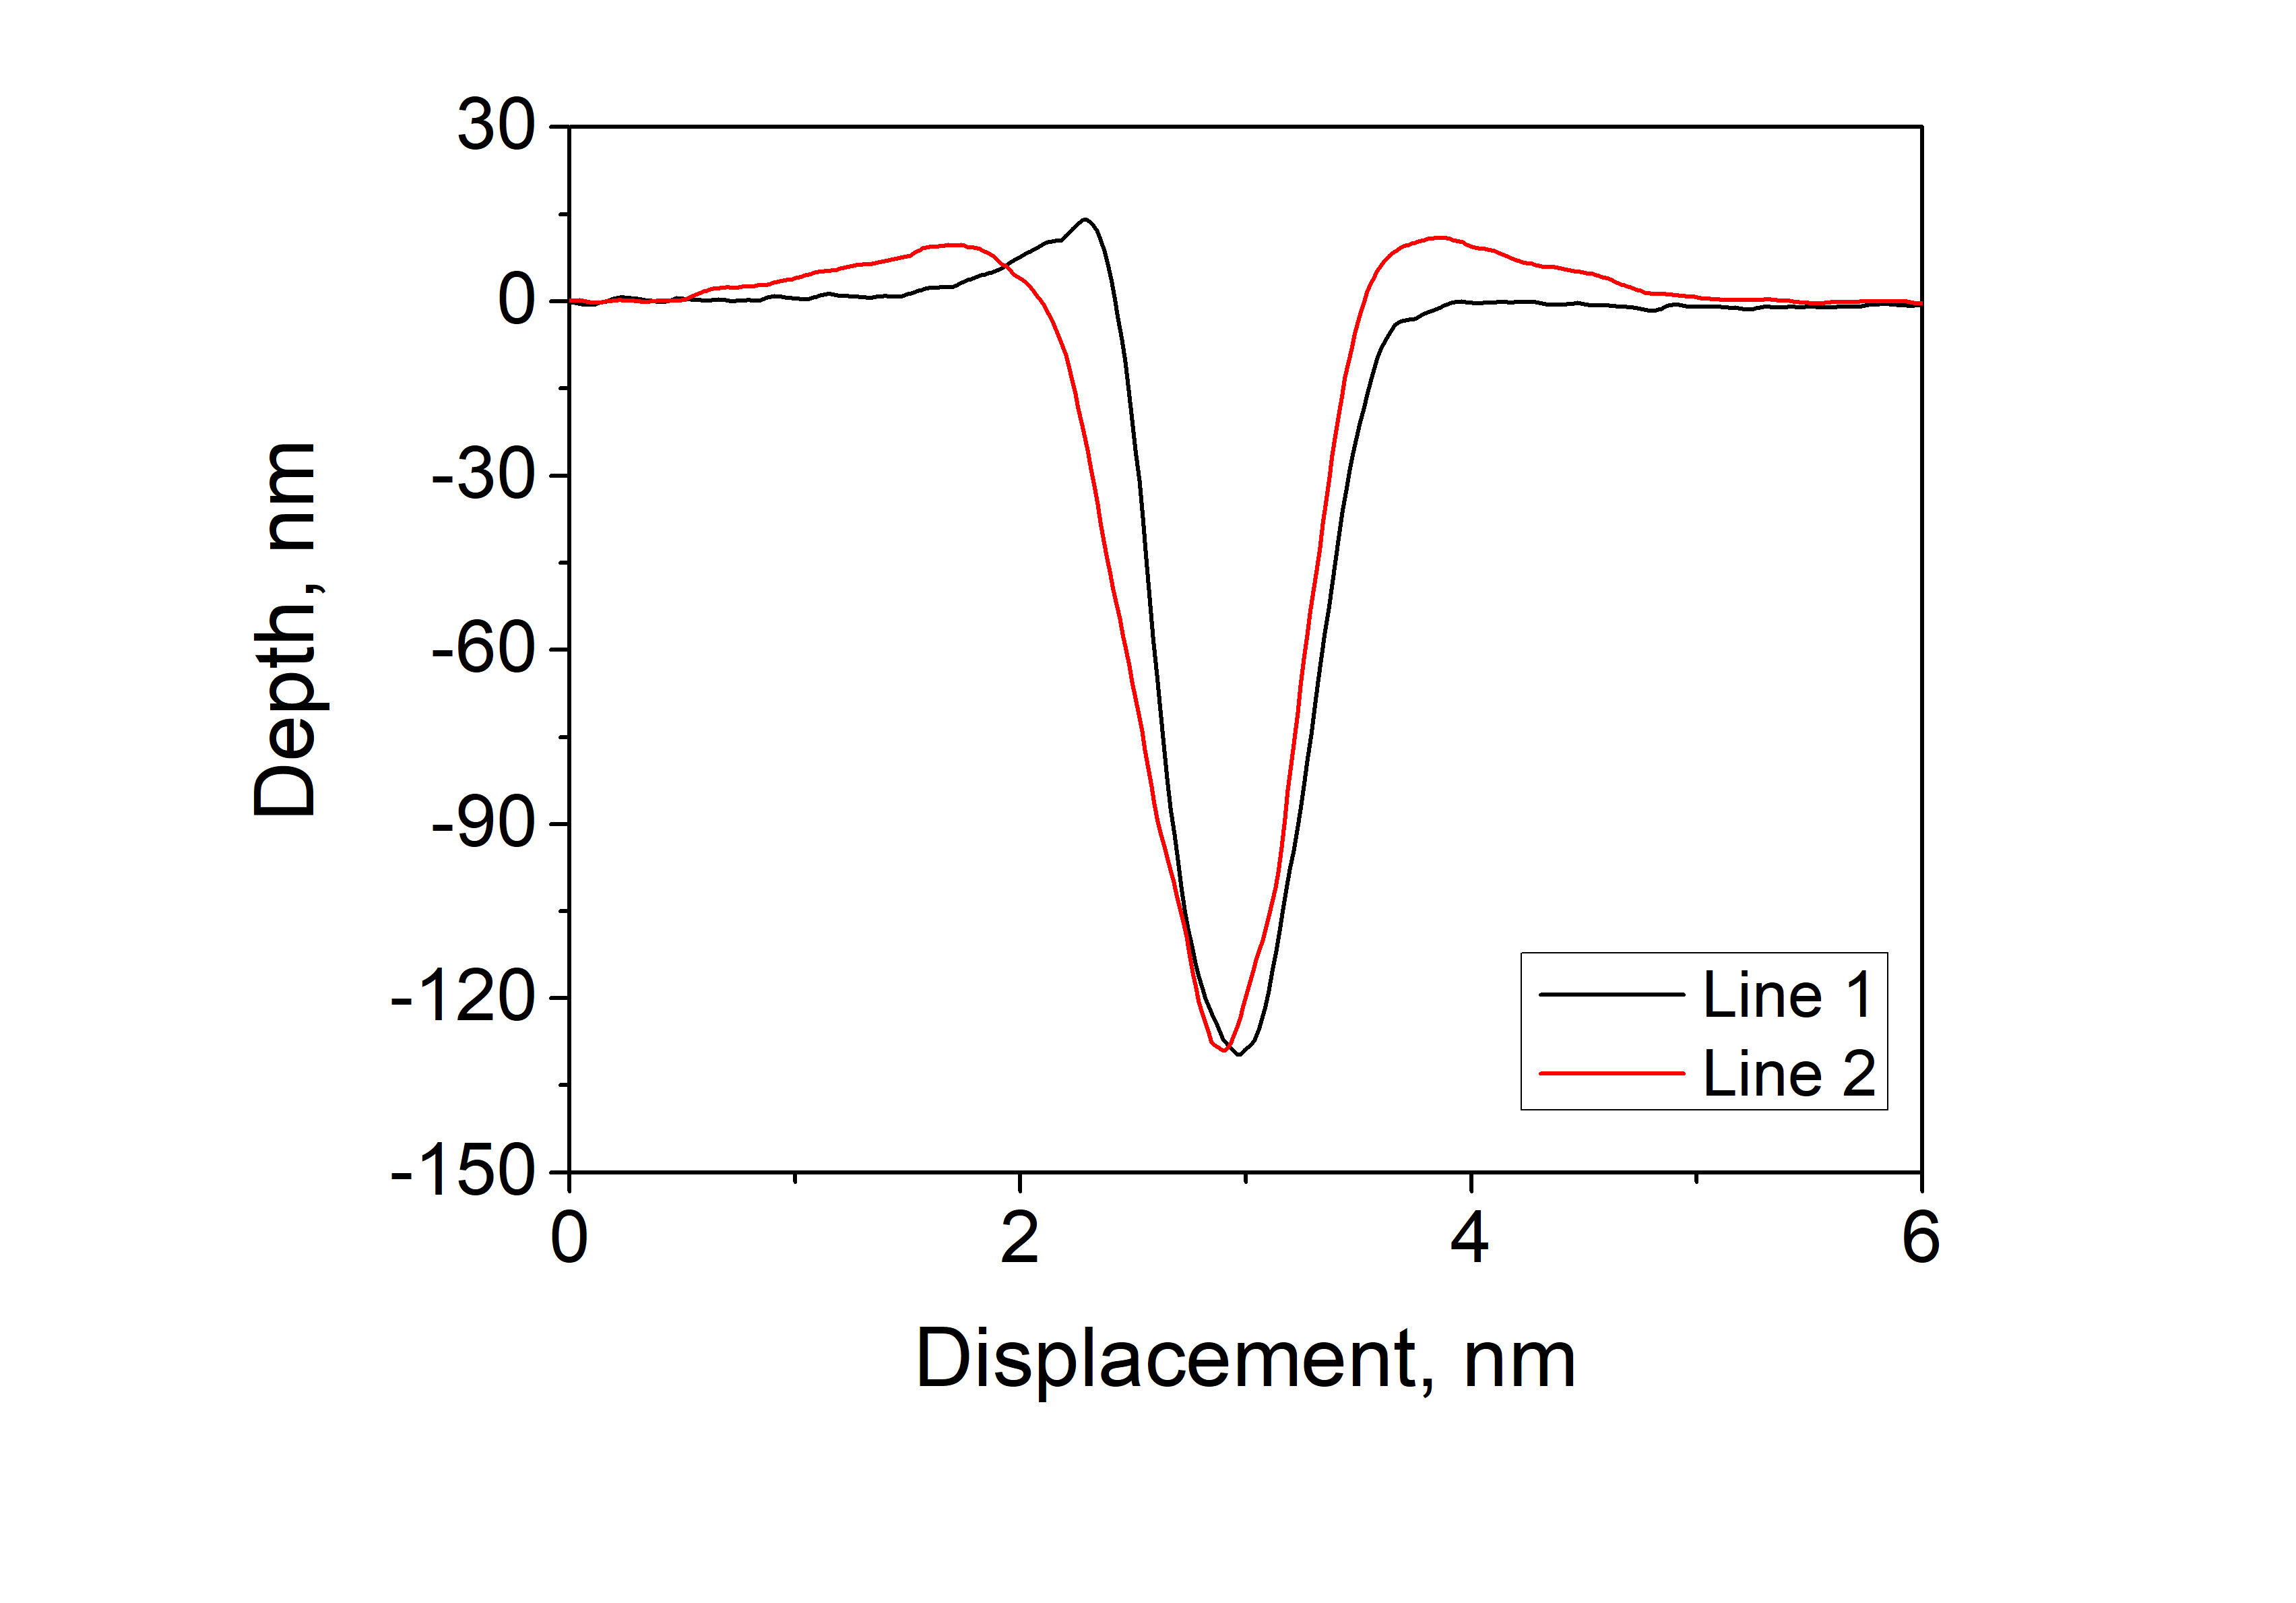 30
0
-30
-60
-90
-120
-150
Depth, nm
0 2 4 6
Displacement, nm
Line 1
Line 2